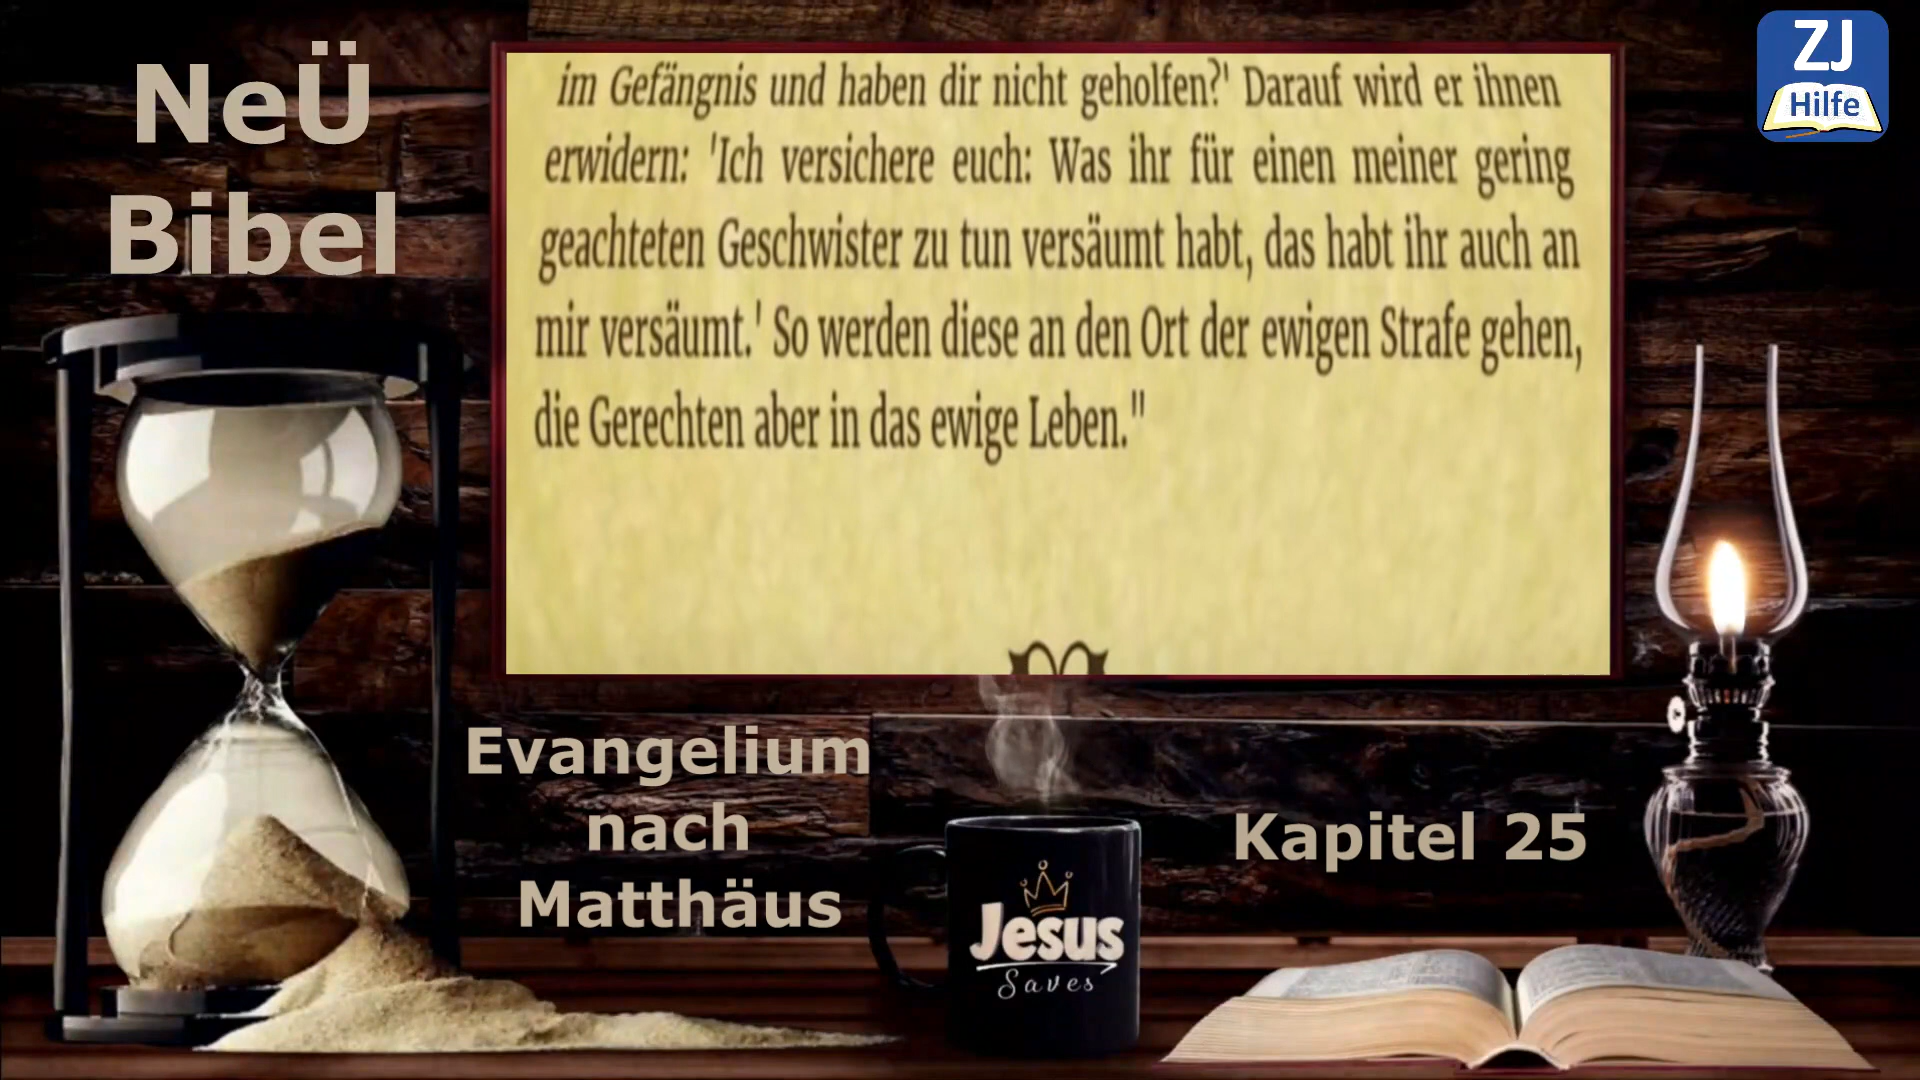 NeÜ
Bibel
im Gefängnis und haben dir nicht geholfen?' Darauf wird er ihnen
erwidern: 'Ich versichere euch: Was ihr für einen meiner gering
geachteten Geschwister zu tun versäumt habt, das habt ihr auch an
mir versäumt.' So werden diese an den Ort der ewigen Strafe gehen,
die Gerechten aber in das ewige Leben."
ZJ
Hilfe
Evangelium
nach
Matthäus
Jesus
Saves
Kapitel 25